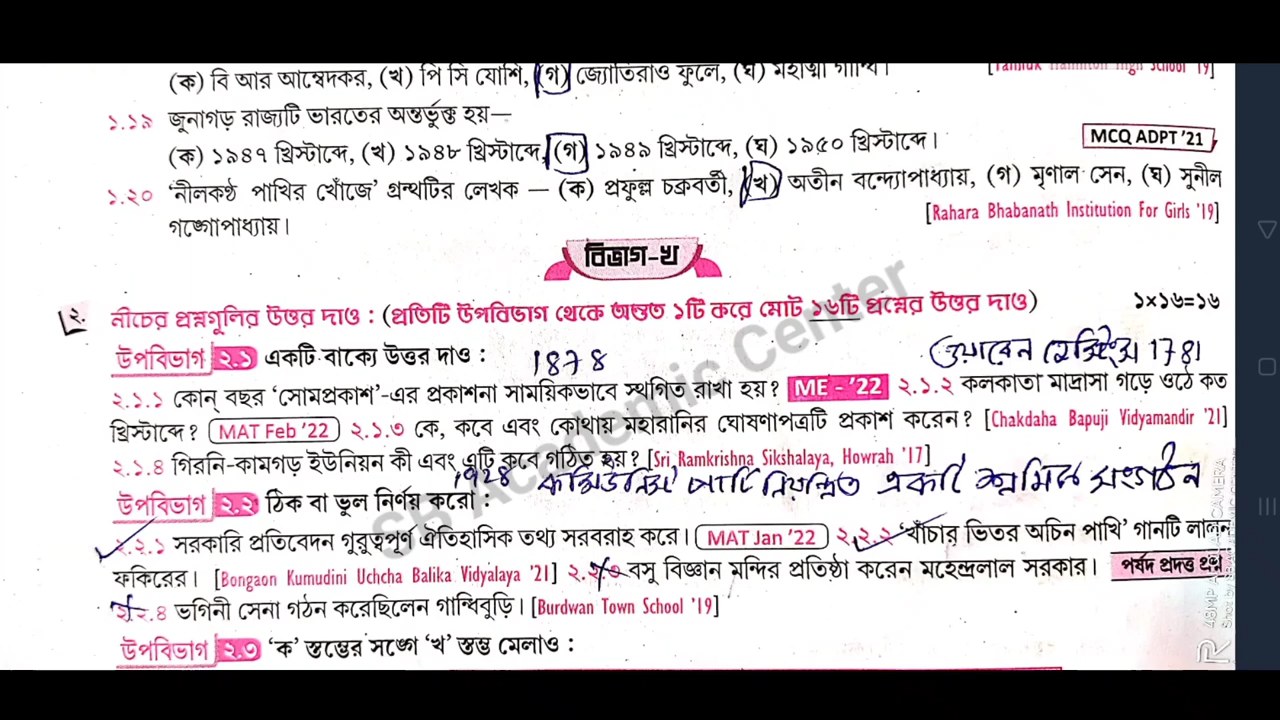 (ক) বি আর আম্বেদকর, (খ) পি সি যোশি, (গ) জ্যোতিরাও ফুলে, (ঘ) মহাত্মা গান্ধি। [Tamluk Hamilton High School '19]
১.১৯ জুনাগড় রাজ্যটি ভারতের অন্তর্ভুক্ত হয়—
(ক) ১৯৪৭ খ্রিস্টাব্দে, (খ) ১৯৪৮ খ্রিস্টাব্দে, (গ) ১৯৪৯ খ্রিস্টাব্দে, (ঘ) ১৯৫০ খ্রিস্টাব্দে। MCQ ADPT '21
১.২০ 'নীলকণ্ঠ পাখির খোঁজে' গ্রন্থটির লেখক — (ক) প্রফুল্ল চক্রবর্তী, (খ) অতীন বন্দ্যোপাধ্যায়, (গ) মৃণাল সেন, (ঘ) সুনীল
গঙ্গোপাধ্যায়। [Rahara Bhabanath Institution For Girls '19]
বিভাগ-খ
২. নীচের প্রশ্নগুলির উত্তর দাও : (প্রতিটি উপবিভাগ থেকে অন্তত ১টি করে মোট ১৬টি প্রশ্নের উত্তর দাও) ১×১৬=১৬
উপবিভাগ ২.১ একটি বাক্যে উত্তর দাও : 1878 ওয়ারেন হেস্টিংস 1781
২.১.১ কোন্ বছর 'সোমপ্রকাশ'-এর প্রকাশনা সাময়িকভাবে স্থগিত রাখা হয়? ME - '22 ২.১.২ কলকাতা মাদ্রাসা গড়ে ওঠে কত
খ্রিস্টাব্দে? MAT Feb '22 ২.১.৩ কে, কবে এবং কোথায় মহারানির ঘোষণাপত্রটি প্রকাশ করেন? [Chakdaha Bapuji Vidyamandir '21]
২.১.৪ গিরনি-কামগড় ইউনিয়ন কী এবং এটি কবে গঠিত হয়? [Sri Ramkrishna Sikshalaya, Howrah '17]
1928 কমিউনিস্ট পার্টি নিয়ন্ত্রিত একটি শ্রমিক সংগঠন
উপবিভাগ ২.২ ঠিক বা ভুল নির্ণয় করো :
২.২.১ সরকারি প্রতিবেদন গুরুত্বপূর্ণ ঐতিহাসিক তথ্য সরবরাহ করে। MAT Jan '22 ২.২.২ 'খাঁচার ভিতর অচিন পাখি' গানটি লালন
ফকিরের। [Bongaon Kumudini Uchcha Balika Vidyalaya '21] ২.২.৩ বসু বিজ্ঞান মন্দির প্রতিষ্ঠা করেন মহেন্দ্রলাল সরকার। পর্ষদ প্রদত্ত প্রশ্ন
২.২.৪ ভগিনী সেনা গঠন করেছিলেন গান্ধিবুড়ি। [Burdwan Town School '19]
উপবিভাগ ২.৩ 'ক' স্তম্ভের সঙ্গে 'খ' স্তম্ভ মেলাও :
SB Academic Center